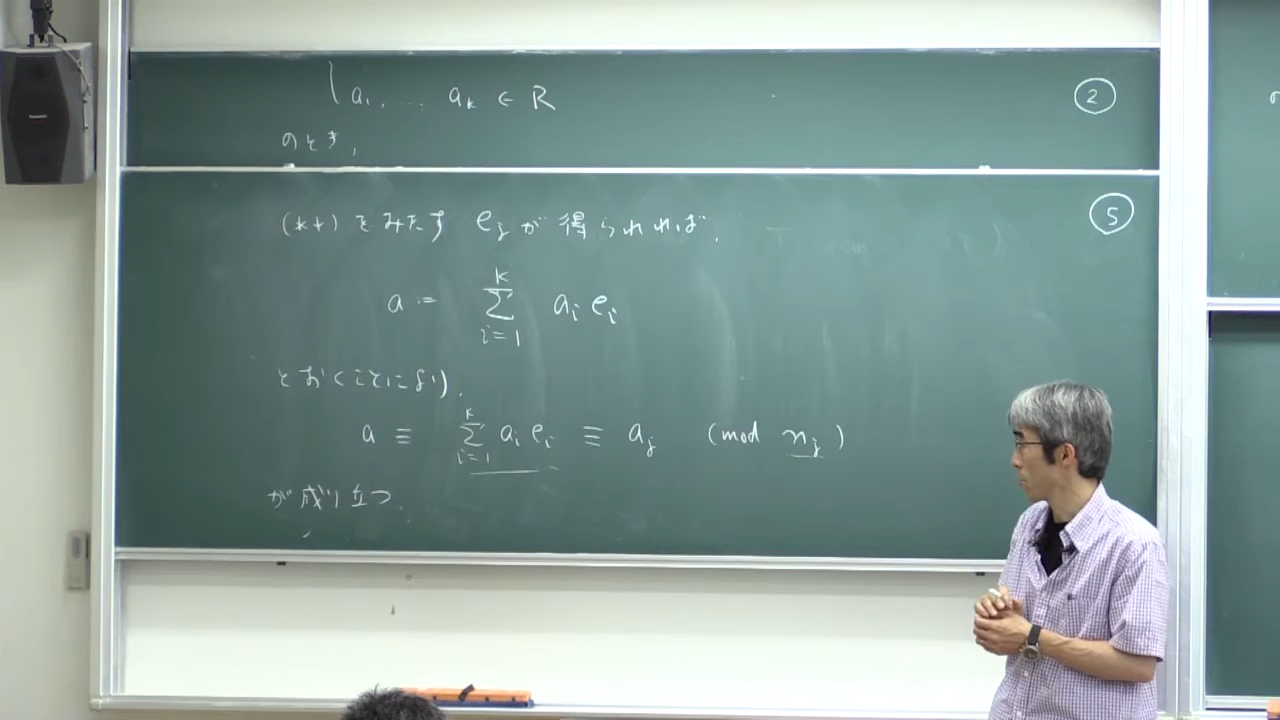 a₁, ... aₖ ∈ R
②
のとき,
(**) をみたす eⱼ が 得られれば,
⑤
a = Σ_{i=1}^{k} aᵢ eᵢ
とおくことにより,
a ≡ Σ_{i=1}^{k} aᵢ eᵢ ≡ aⱼ (mod nⱼ)
が成り立つ.
Panasonic